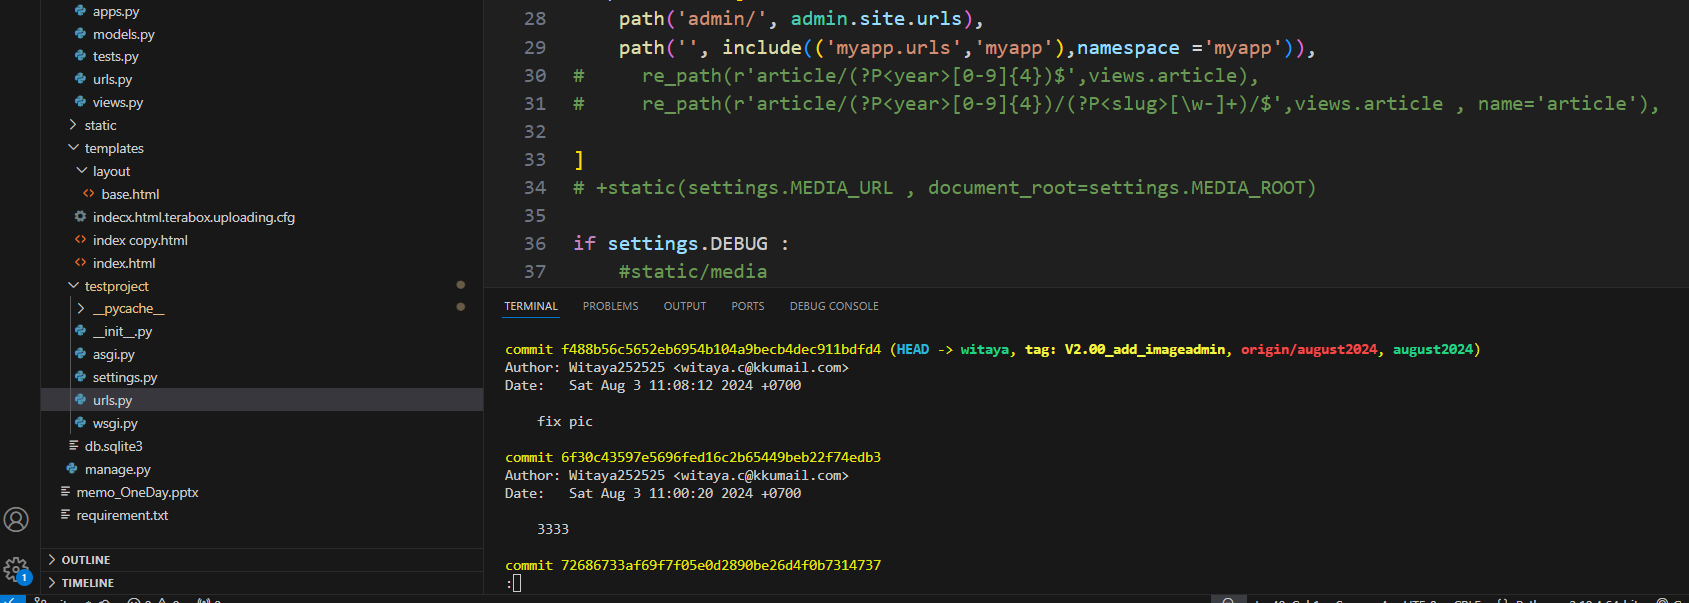 apps.py
models.py
tests.py
urls.py
views.py
static
templates
layout
base.html
indecx.html.terabox.uploading.cfg
index copy.html
index.html
testproject
__pycache__
__init__.py
asgi.py
settings.py
urls.py
wsgi.py
db.sqlite3
manage.py
memo_OneDay.pptx
requirement.txt
OUTLINE
TIMELINE
1
28 path('admin/', admin.site.urls),
29 path('', include(('myapp.urls','myapp'),namespace ='myapp')),
30 # re_path(r'article/(?P<year>[0-9]{4})$',views.article),
31 # re_path(r'article/(?P<year>[0-9]{4})/(?P<slug>[\w-]+)/$',views.article , name='article'),
32
33 ]
34 # +static(settings.MEDIA_URL , document_root=settings.MEDIA_ROOT)
35
36 if settings.DEBUG :
37 #static/media
TERMINAL PROBLEMS OUTPUT PORTS DEBUG CONSOLE
commit f488b56c5652eb6954b104a9becb4dec911bdfd4 (HEAD -> witaya, tag: V2.00_add_imageadmin, origin/august2024, august2024)
Author: Witaya252525 <witaya.c@kkumail.com>
Date: Sat Aug 3 11:08:12 2024 +0700
fix pic
commit 6f30c43597e5696fed16c2b65449beb22f74edb3
Author: Witaya252525 <witaya.c@kkumail.com>
Date: Sat Aug 3 11:00:20 2024 +0700
3333
commit 72686733af69f7f05e0d2890be26d4f0b7314737
: